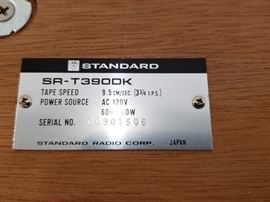 STANDARD
SR-T390DK
TAPE SPEED 9.5 CM/SEC. (3¾ I.P.S.)
POWER SOURCE AC 120V
SERIAL NO.
STANDARD RADIO CORP. JAPAN